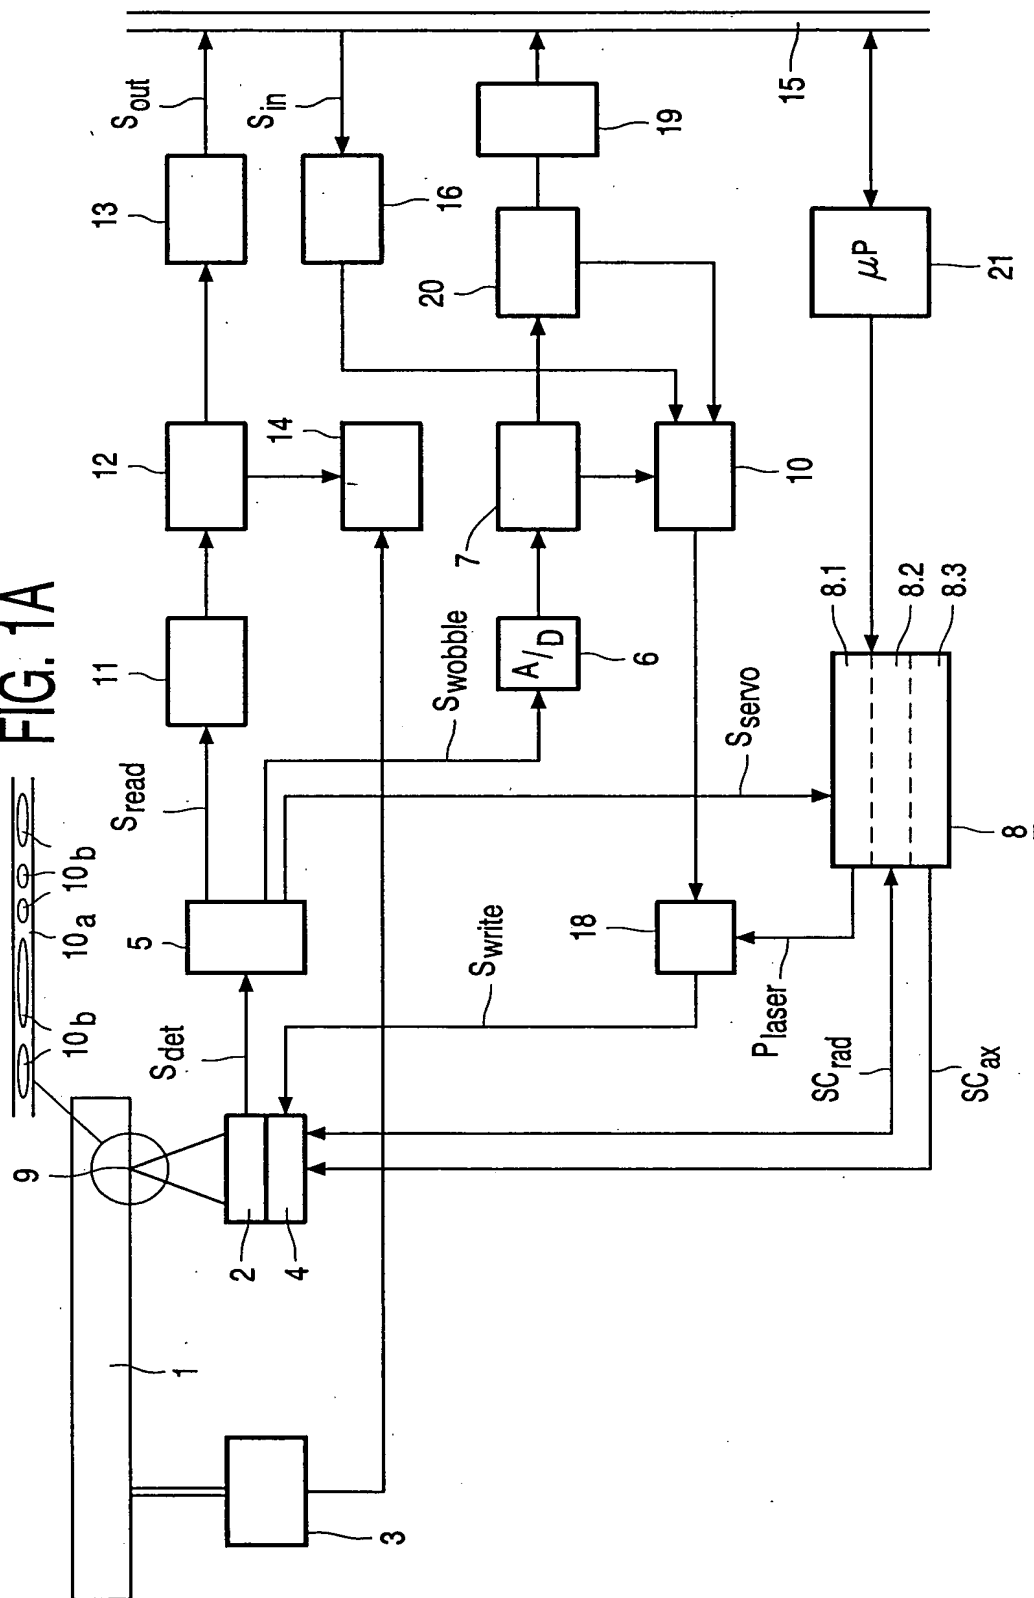 FIG. 1A
10b
10a
10b
9
1
2
4
3
Sdet
5
Sread
11
12
13
Sout
14
Sin
16
Swobble
A/D
6
7
20
19
15
10
18
Swrite
Sservo
Plaser
SCrad
SCax
8.1
8.2
8.3
8
µP
21